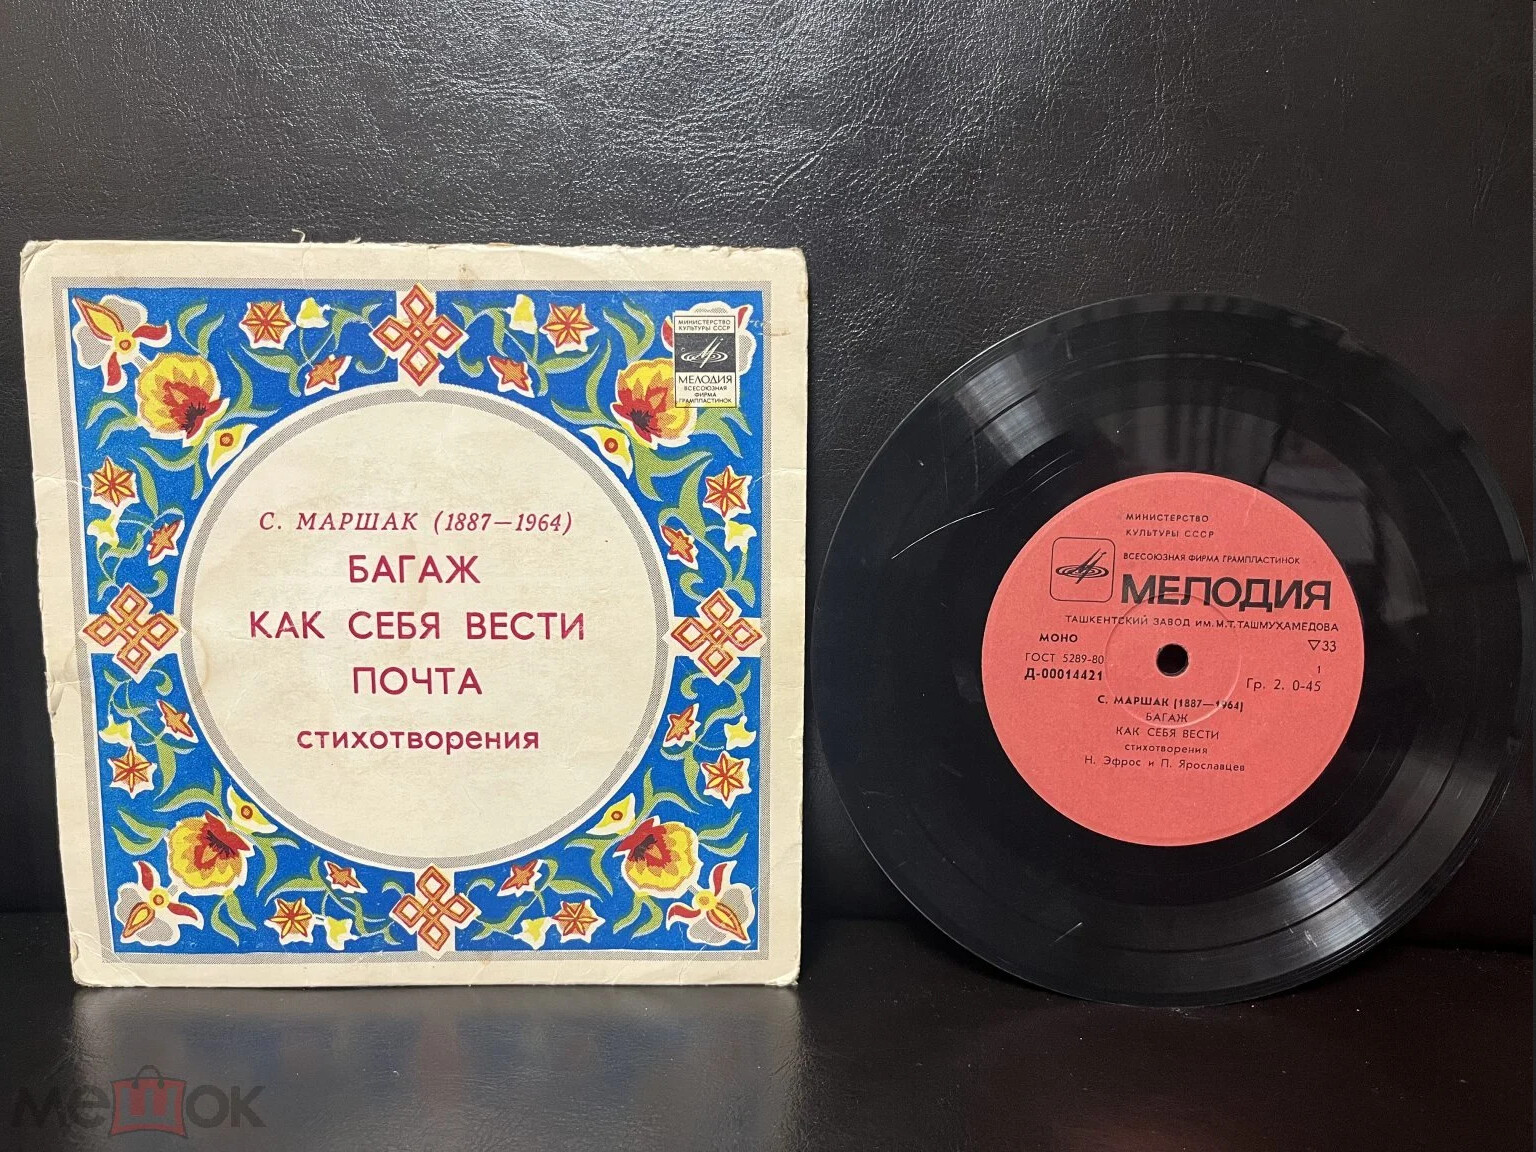 МИНИСТЕРСТВО
КУЛЬТУРЫ СССР
МЕЛОДИЯ
ВСЕСОЮЗНАЯ
ФИРМА
ГРАМПЛАСТИНОК
С. МАРШАК (1887—1964)
БАГАЖ
КАК СЕБЯ ВЕСТИ
ПОЧТА
стихотворения
МИНИСТЕРСТВО
КУЛЬТУРЫ СССР
ВСЕСОЮЗНАЯ ФИРМА ГРАМПЛАСТИНОК
МЕЛОДИЯ
ТАШКЕНТСКИЙ ЗАВОД ИМ. М.Т. ТАШМУХАМЕДОВА
МОНО
▽33
ГОСТ 5289-80
1
Д-00014421
Гр. 2. 0-45
С. МАРШАК (1887—1964)
БАГАЖ
КАК СЕБЯ ВЕСТИ
стихотворения
Н. Эфрос и П. Ярославцев
мешок